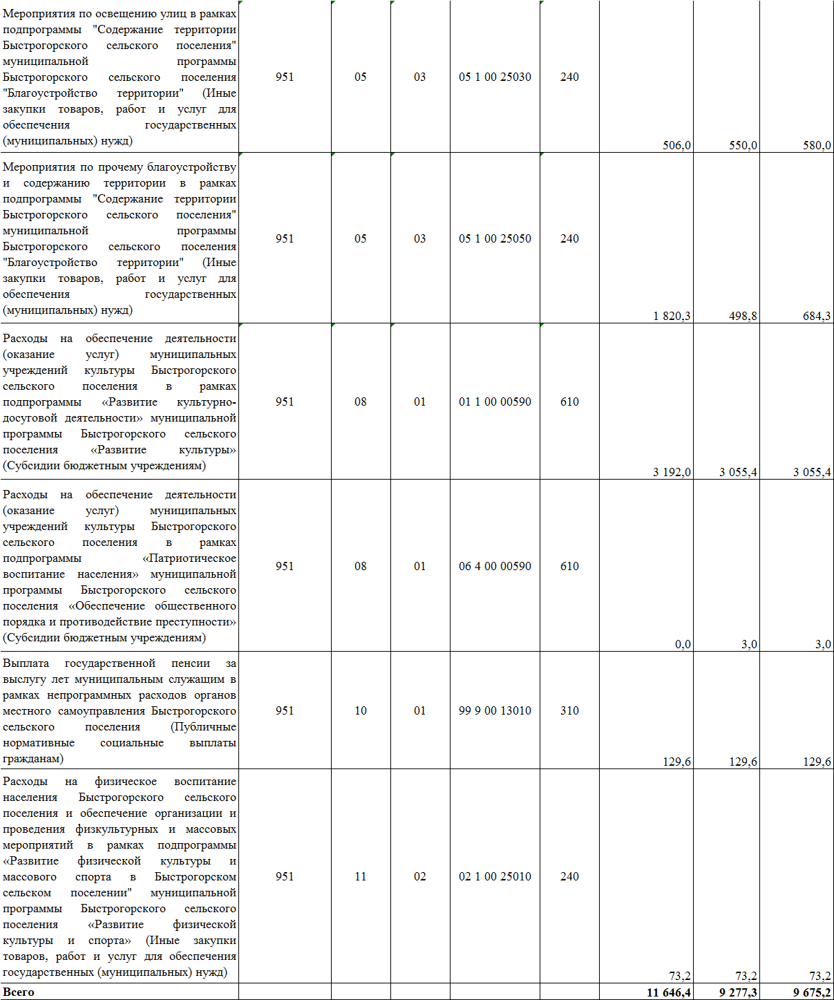 Мероприятия по освещению улиц в рамках
подпрограммы "Содержание территории
Быстрогорского сельского поселения"
муниципальной программы
Быстрогорского сельского поселения
"Благоустройство территории" (Иные
закупки товаров, работ и услуг для
обеспечения государственных
(муниципальных) нужд)
951 05 03 05 1 00 25030 240
506,0 550,0 580,0
Мероприятия по прочему благоустройству
и содержанию территории в рамках
подпрограммы "Содержание территории
Быстрогорского сельского поселения"
муниципальной программы
Быстрогорского сельского поселения
"Благоустройство территории" (Иные
закупки товаров, работ и услуг для
обеспечения государственных
(муниципальных) нужд)
951 05 03 05 1 00 25050 240
1 820,3 498,8 684,3
Расходы на обеспечение деятельности
(оказание услуг) муниципальных
учреждений культуры Быстрогорского
сельского поселения в рамках
подпрограммы «Развитие культурно-
досуговой деятельности» муниципальной
программы Быстрогорского сельского
поселения «Развитие культуры»
(Субсидии бюджетным учреждениям)
951 08 01 01 1 00 00590 610
3 192,0 3 055,4 3 055,4
Расходы на обеспечение деятельности
(оказание услуг) муниципальных
учреждений культуры Быстрогорского
сельского поселения в рамках
подпрограммы «Патриотическое
воспитание населения» муниципальной
программы Быстрогорского сельского
поселения «Обеспечение общественного
порядка и противодействие преступности»
(Субсидии бюджетным учреждениям)
951 08 01 06 4 00 00590 610
0,0 3,0 3,0
Выплата государственной пенсии за
выслугу лет муниципальным служащим в
рамках непрограммных расходов органов
местного самоуправления Быстрогорского
сельского поселения (Публичные
нормативные социальные выплаты
гражданам)
951 10 01 99 9 00 13010 310
129,6 129,6 129,6
Расходы на физическое воспитание
населения Быстрогорского сельского
поселения и обеспечение организации и
проведения физкультурных и массовых
мероприятий в рамках подпрограммы
«Развитие физической культуры и
массового спорта в Быстрогорском
сельском поселении" муниципальной
программы Быстрогорского сельского
поселения «Развитие физической
культуры и спорта» (Иные закупки
товаров, работ и услуг для обеспечения
государственных (муниципальных) нужд)
951 11 02 02 1 00 25010 240
73,2 73,2 73,2
Всего 11 646,4 9 277,3 9 675,2